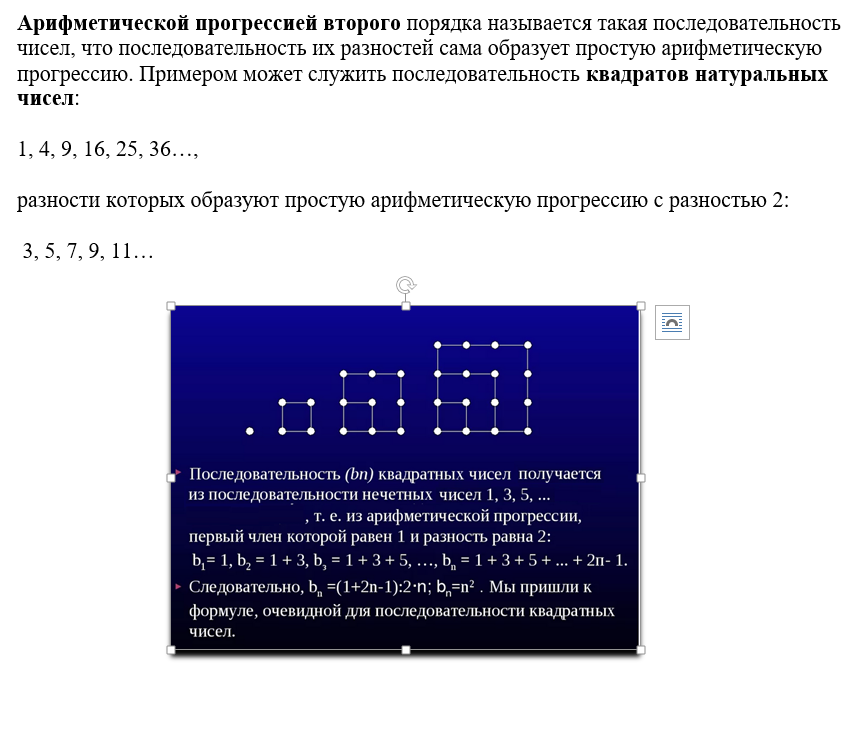 Арифметической прогрессией второго порядка называется такая последовательность
чисел, что последовательность их разностей сама образует простую арифметическую
прогрессию. Примером может служить последовательность квадратов натуральных
чисел:
1, 4, 9, 16, 25, 36…,
разности которых образуют простую арифметическую прогрессию с разностью 2:
3, 5, 7, 9, 11…
Последовательность (bn) квадратных чисел получается
из последовательности нечетных чисел 1, 3, 5, ...
, т. е. из арифметической прогрессии,
первый член которой равен 1 и разность равна 2:
b₁= 1, b₂ = 1 + 3, b₃ = 1 + 3 + 5, …, bₙ = 1 + 3 + 5 + ... + 2п- 1.
Следовательно, bₙ =(1+2n-1):2·n; bₙ=n² . Мы пришли к
формуле, очевидной для последовательности квадратных
чисел.